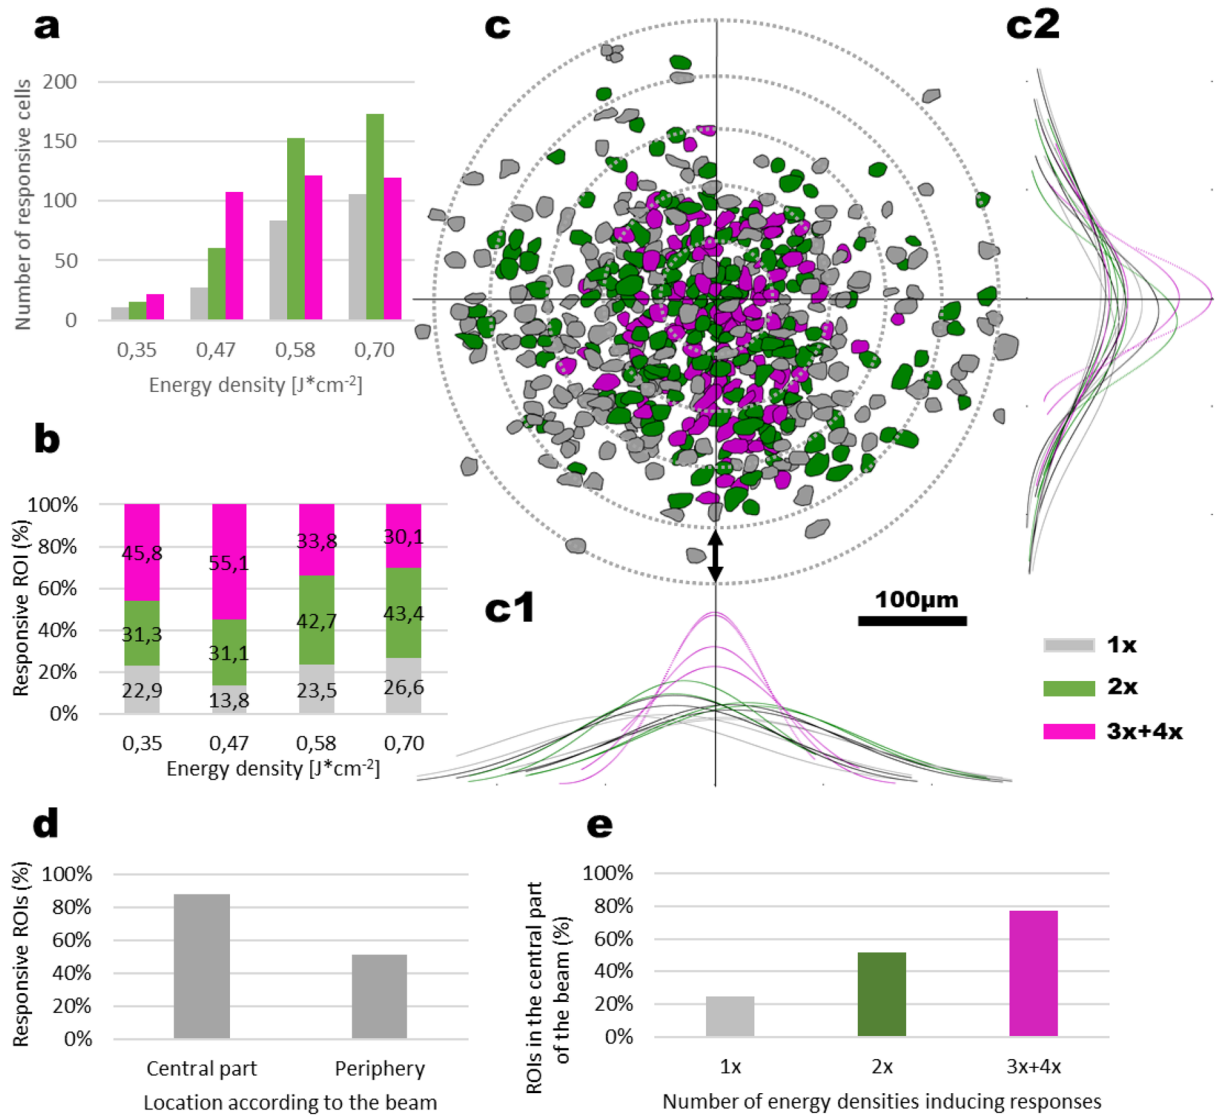 a
Number of responsive cells
200
150
100
50
0
0,35
0,47
0,58
0,70
Energy density [J*cm-2]
b
Responsive ROI (%)
100%
80%
60%
40%
20%
0%
45,8
55,1
33,8
30,1
31,3
31,1
42,7
43,4
22,9
13,8
23,5
26,6
0,35
0,47
0,58
0,70
Energy density [J*cm-2]
c
c2
c1
100μm
1x
2x
3x+4x
d
Responsive ROIs (%)
100%
80%
60%
40%
20%
0%
Central part
Periphery
Location according to the beam
e
ROIs in the central part
of the beam (%)
100%
80%
60%
40%
20%
0%
1x
2x
3x+4x
Number of energy densities inducing responses